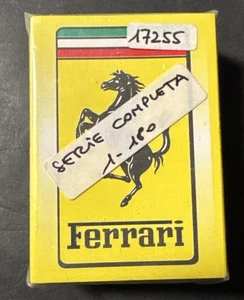 17255
SERIE COMPLETA
1-180
Ferrari